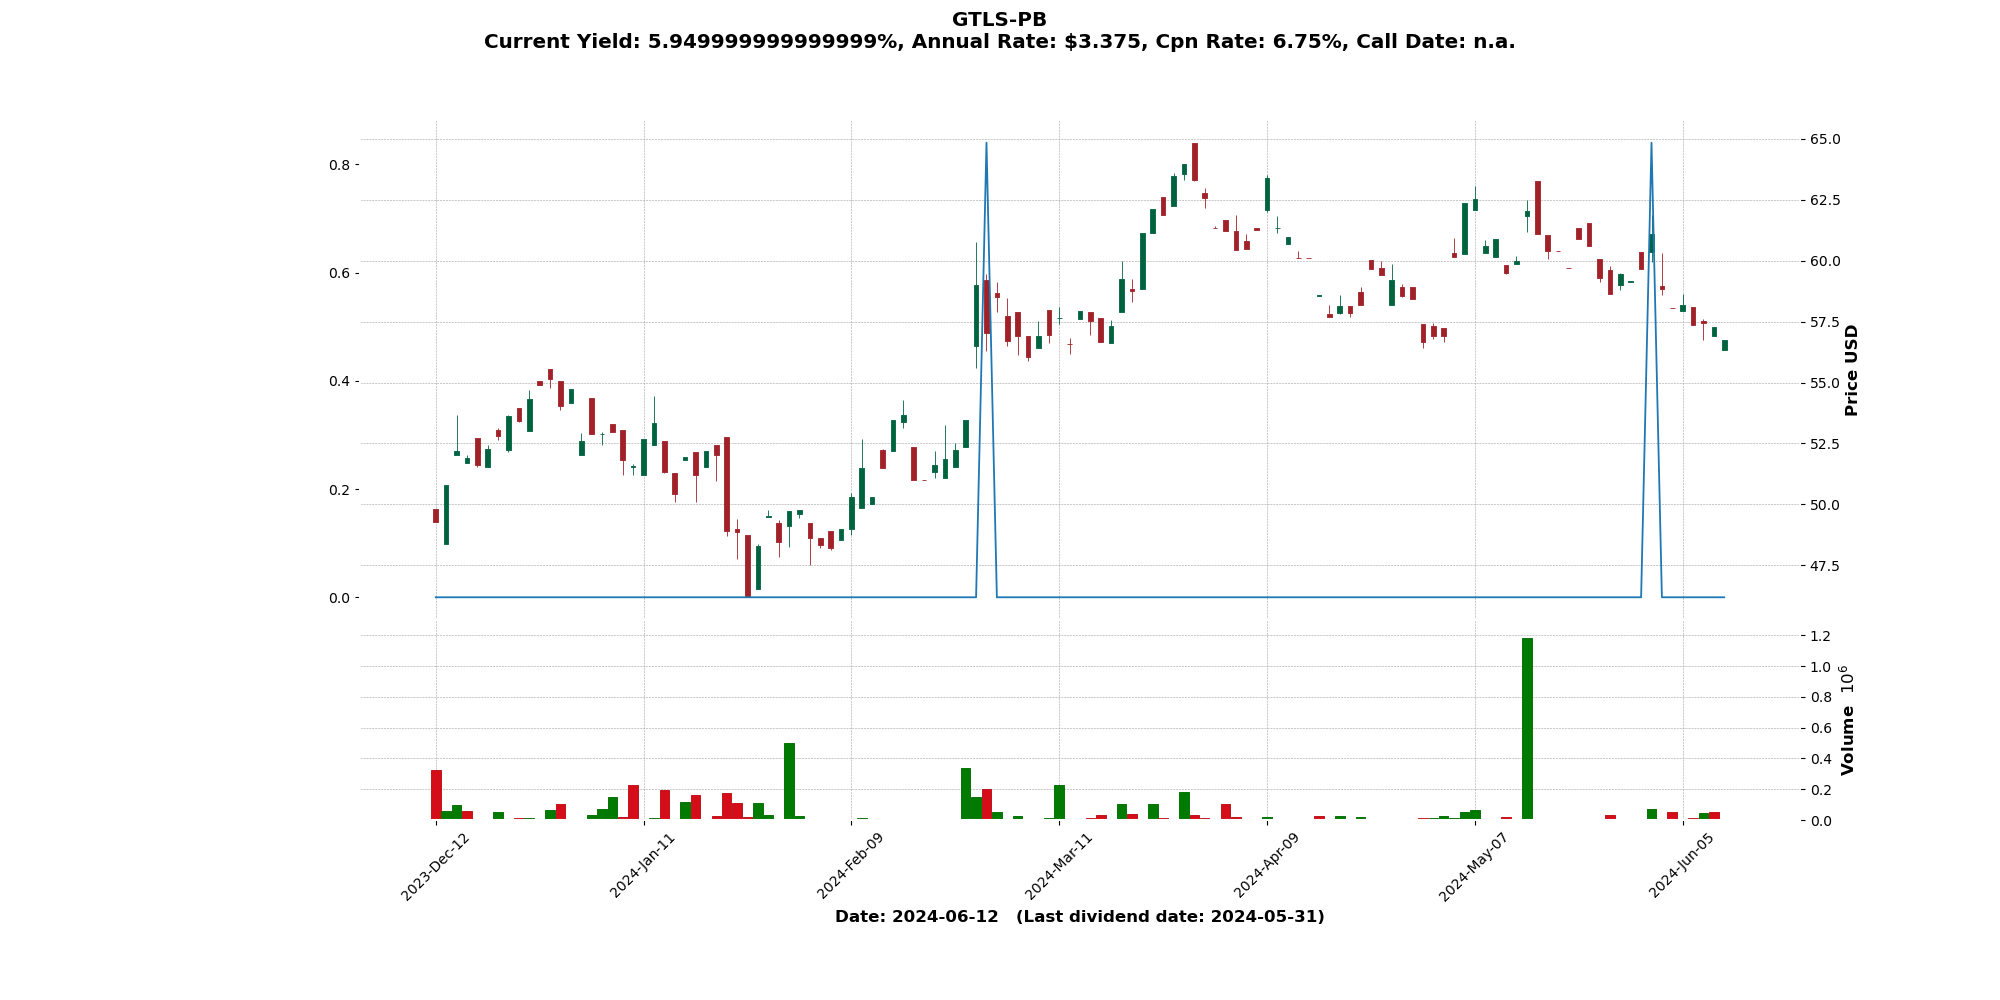 GTLS-PB
Current Yield: 5.949999999999999%, Annual Rate: $3.375, Cpn Rate: 6.75%, Call Date: n.a.
0.8
0.6
0.4
0.2
0.0
65.0
62.5
60.0
57.5
55.0
52.5
50.0
47.5
Price USD
1.2
1.0
0.8
0.6
0.4
0.2
0.0
Volume 10^6
2023-Dec-12
2024-Jan-11
2024-Feb-09
2024-Mar-11
2024-Apr-09
2024-May-07
2024-Jun-05
Date: 2024-06-12 (Last dividend date: 2024-05-31)